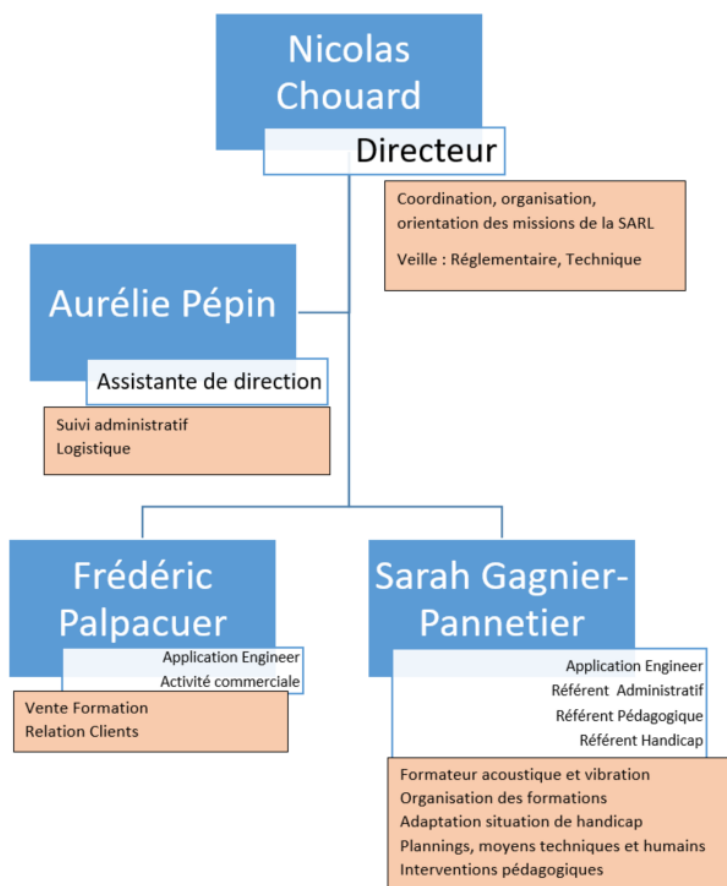 Nicolas
Chouard
Directeur
Coordination, organisation,
orientation des missions de la SARL
Veille : Réglementaire, Technique
Aurélie Pépin
Assistante de direction
Suivi administratif
Logistique
Frédéric
Palpacuer
Application Engineer
Activité commerciale
Vente Formation
Relation Clients
Sarah Gagnier-
Pannetier
Application Engineer
Référent Administratif
Référent Pédagogique
Référent Handicap
Formateur acoustique et vibration
Organisation des formations
Adaptation situation de handicap
Plannings, moyens techniques et humains
Interventions pédagogiques